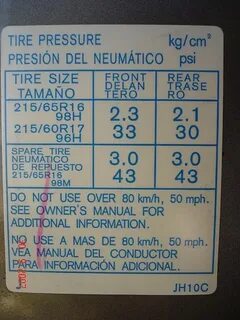 TIRE PRESSURE kg/cm²
PRESIÓN DEL NEUMÁTICO psi
TIRE SIZE FRONT REAR
TAMAÑO DELAN TRASE
TERO RO
215/65R16 2.3 2.1
98H
215/60R17 33 30
96H
SPARE TIRE 3.0 3.0
NEUMATICO
DE REPUESTO 43 43
215/65R16
98M
DO NOT USE OVER 80 km/h, 50 mph.
SEE OWNER'S MANUAL FOR
ADDITIONAL INFORMATION.
NO USE A MAS DE 80 km/h, 50 mph.
VEA MANUAL DEL CONDUCTOR
PARA INFORMACIÓN ADICIONAL.
JH10C